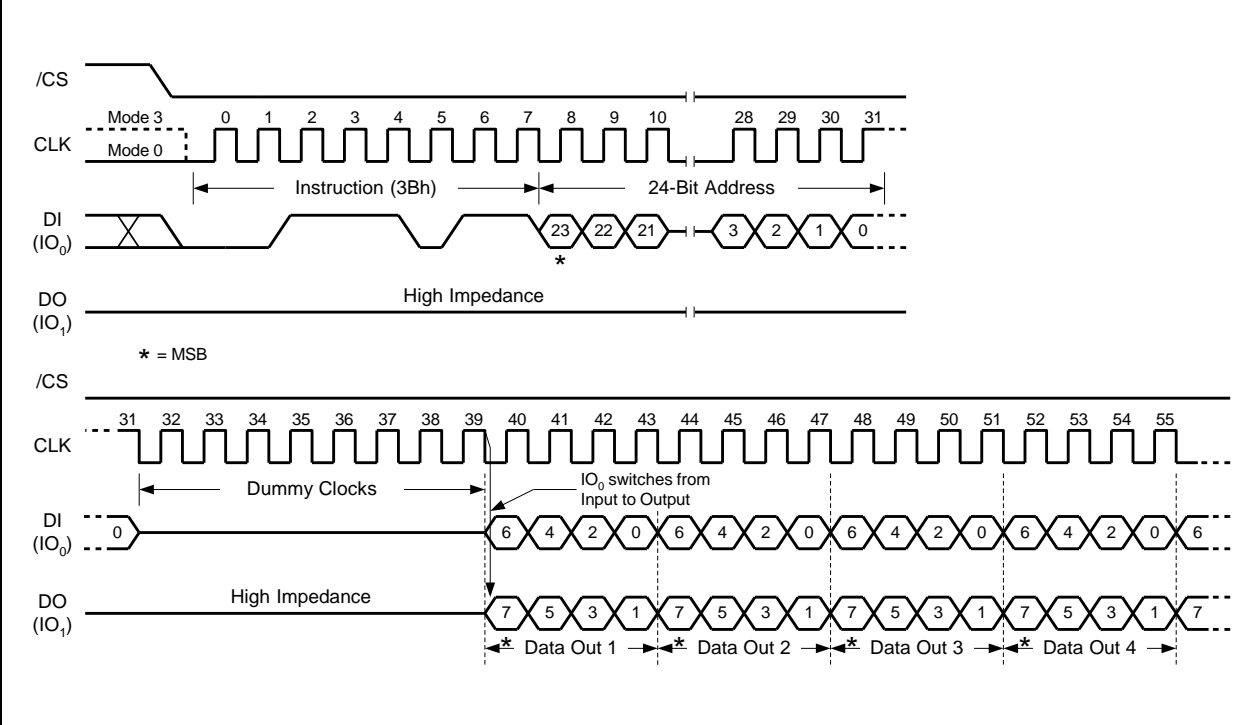 /CS
Mode 3 0 1 2 3 4 5 6 7 8 9 10 28 29 30 31
CLK
Mode 0
Instruction (3Bh) 24-Bit Address
DI
(IO0) 23 22 21 3 2 1 0
*
High Impedance
DO
(IO1)
* = MSB
/CS
31 32 33 34 35 36 37 38 39 40 41 42 43 44 45 46 47 48 49 50 51 52 53 54 55
CLK
Dummy Clocks
IO0 switches from
Input to Output
DI
(IO0) 0 6 4 2 0 6 4 2 0 6 4 2 0 6 4 2 0 6
High Impedance
DO
(IO1) 7 5 3 1 7 5 3 1 7 5 3 1 7 5 3 1 7
* Data Out 1 * Data Out 2 * Data Out 3 * Data Out 4